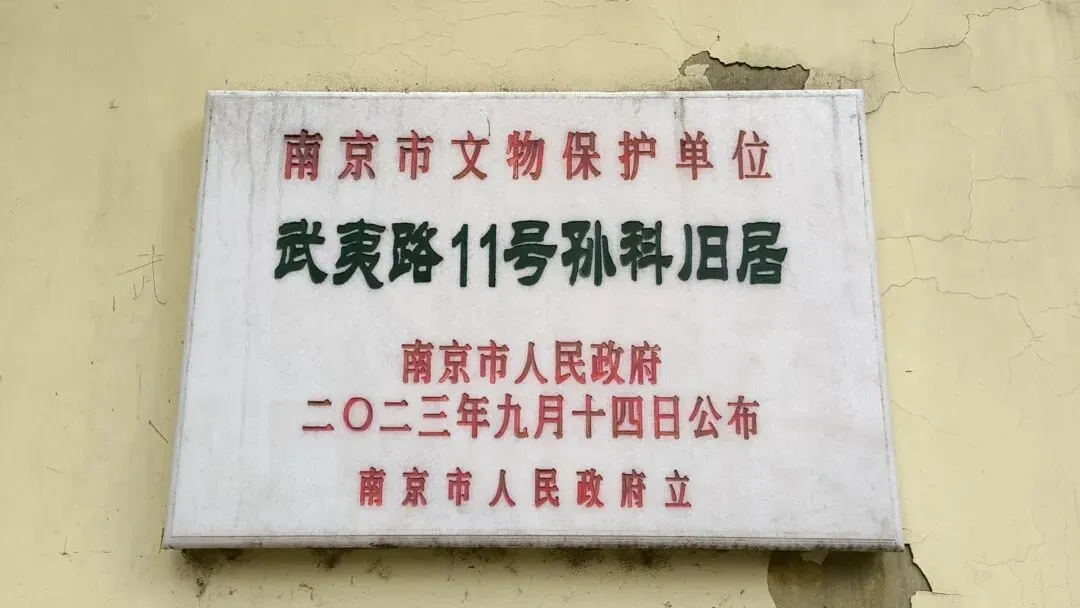 南京市文物保护单位
武夷路11号孙科旧居
南京市人民政府
二〇二三年九月十四日公布
南京市人民政府立
武